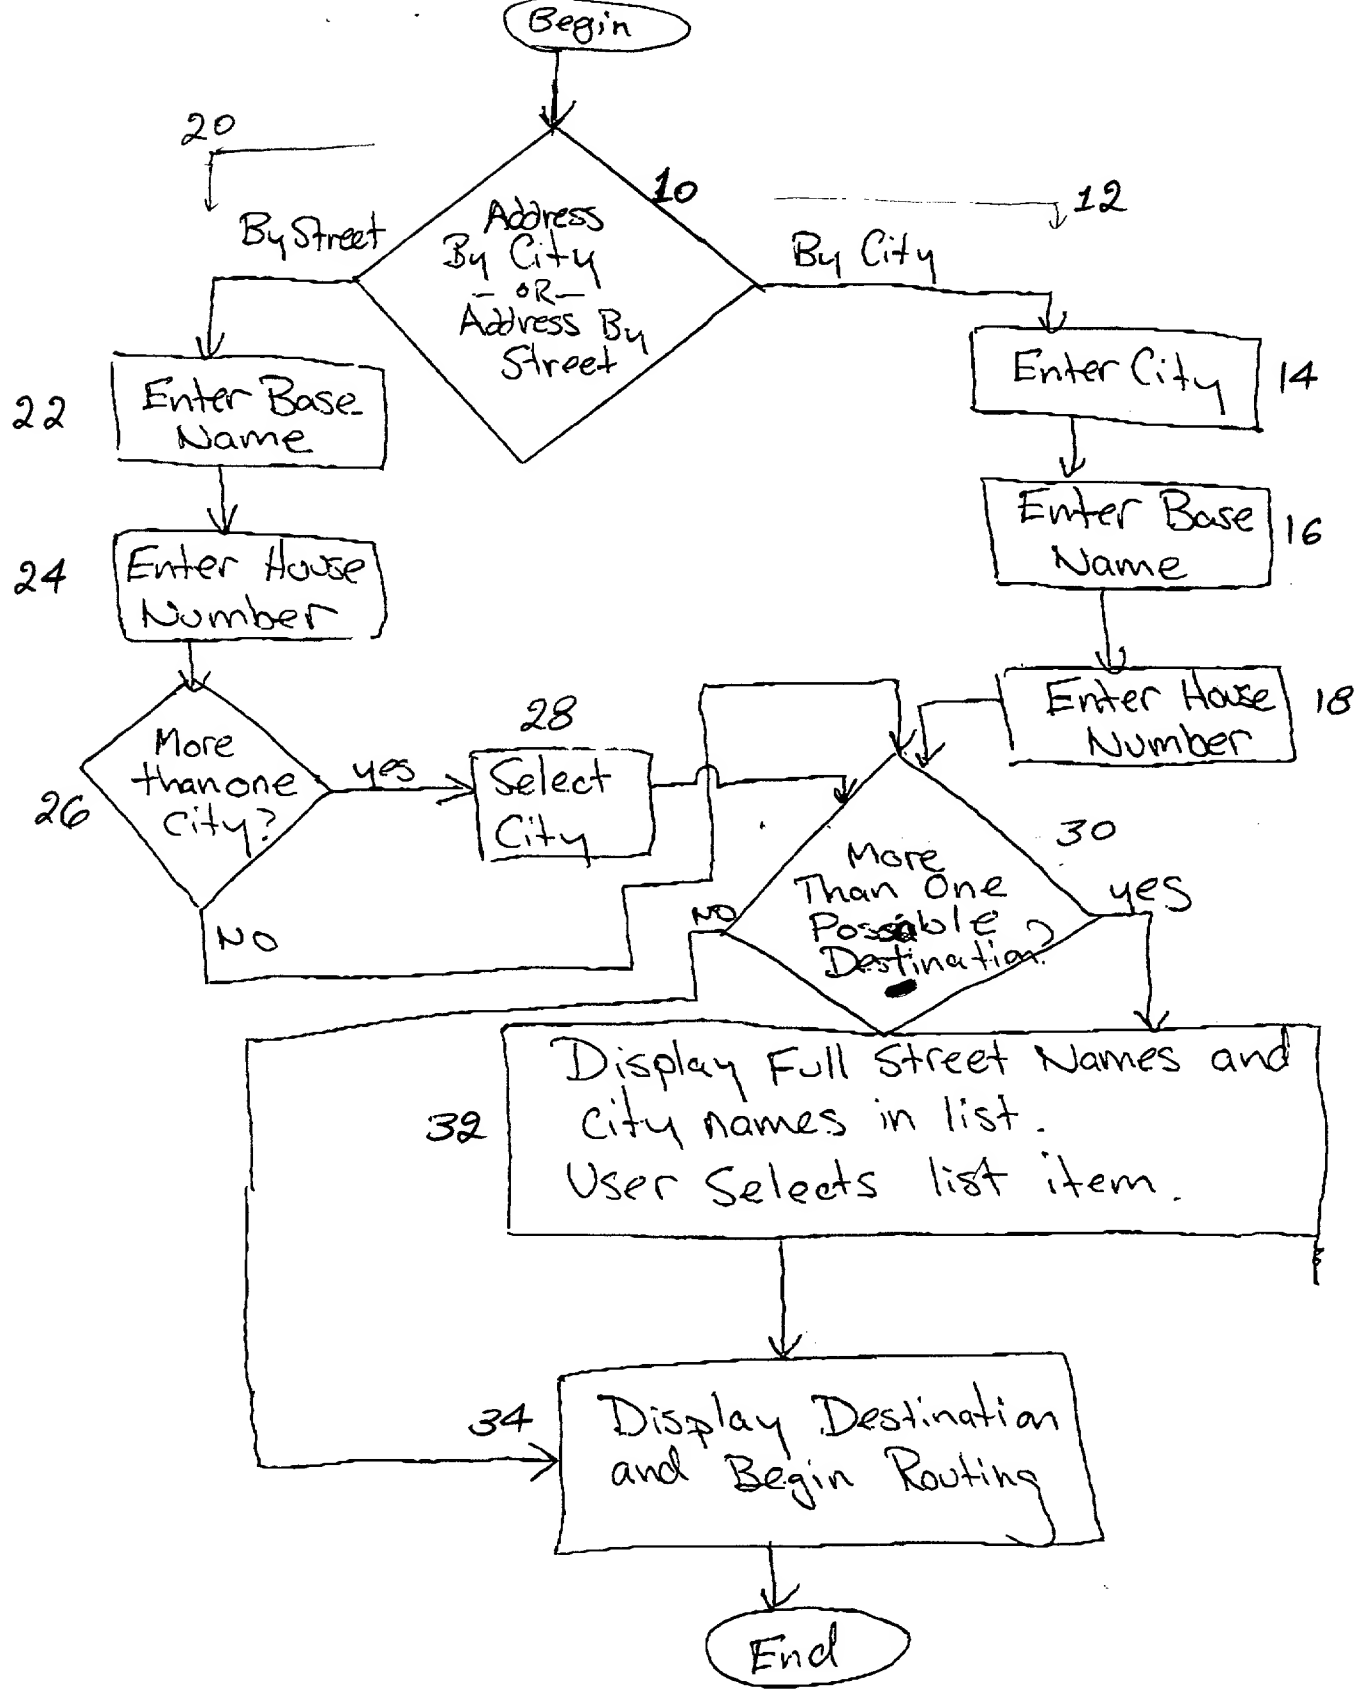 Begin
20
10
12
By Street
Address
By City
- OR -
Address By
Street
By City
22
Enter Base
Name
Enter City
14
24
Enter House
Number
Enter Base
Name
16
Enter House
Number
18
26
More
than one
City?
yes
28
Select
City
NO
30
More
Than One
Possible
Destination?
yes
NO
32
Display Full Street Names and
City names in list.
User Selects list item.
34
Display Destination
and Begin Routing
End